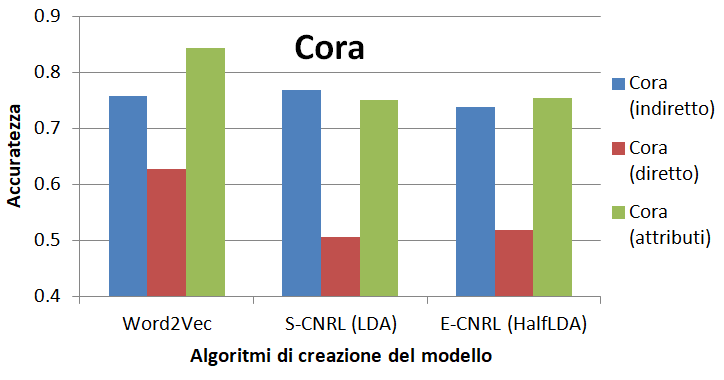 Cora
0.9
0.8
0.7
0.6
0.5
0.4
Accuratezza
Word2Vec
S-CNRL (LDA)
E-CNRL (HalfLDA)
Algoritmi di creazione del modello
Cora
(indiretto)
Cora
(diretto)
Cora
(attributi)